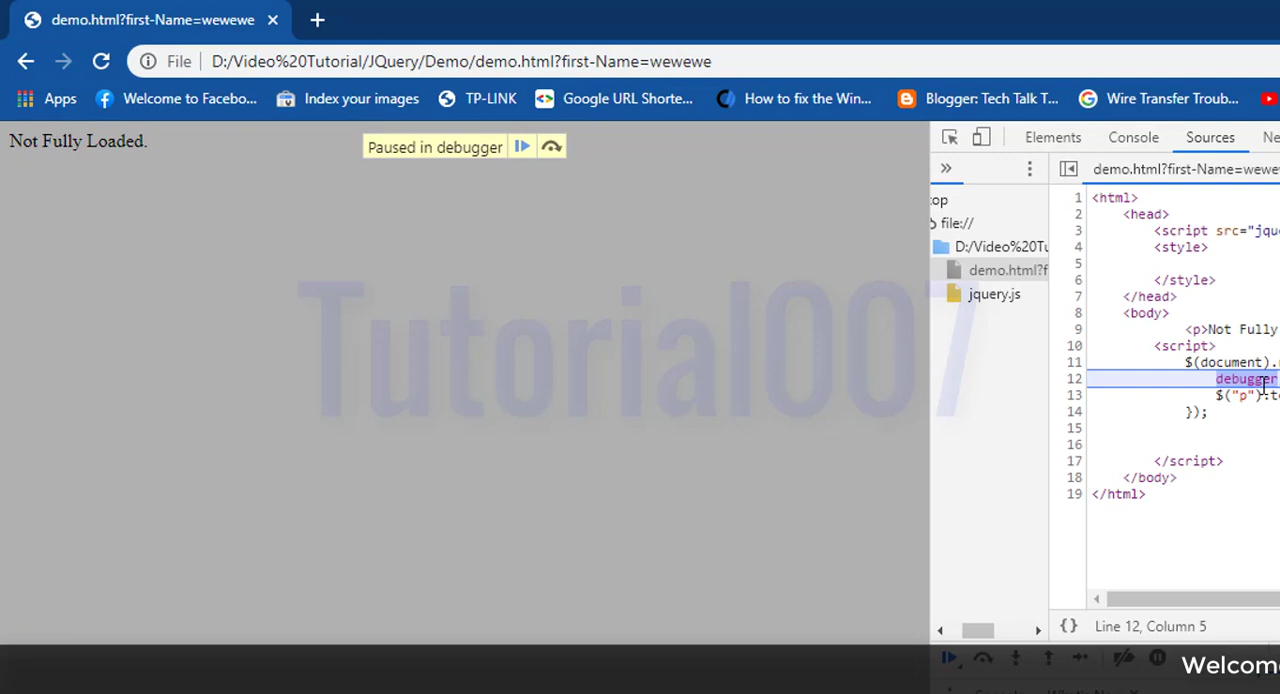 demo.html?first-Name=wewewe
File
D:/Video%20Tutorial/JQuery/Demo/demo.html?first-Name=wewewe
Apps
Welcome to Facebo...
Index your images
TP-LINK
Google URL Shorte...
How to fix the Win...
Blogger: Tech Talk T...
Wire Transfer Troub...
Not Fully Loaded.
Paused in debugger
Elements
Console
Sources
Ne
demo.html?first-Name=wewe
top
file://
D:/Video%20Tu
demo.html?f
jquery.js
1 <html>
2 <head>
3 <script src="jqu
4 <style>
5
6 </style>
7 </head>
8 <body>
9 <p>Not Fully
10 <script>
11 $(document).
12 debugger
13 $("p").te
14 });
15
16
17 </script>
18 </body>
19 </html>
Tutorial007
{ } Line 12, Column 5
Welcome